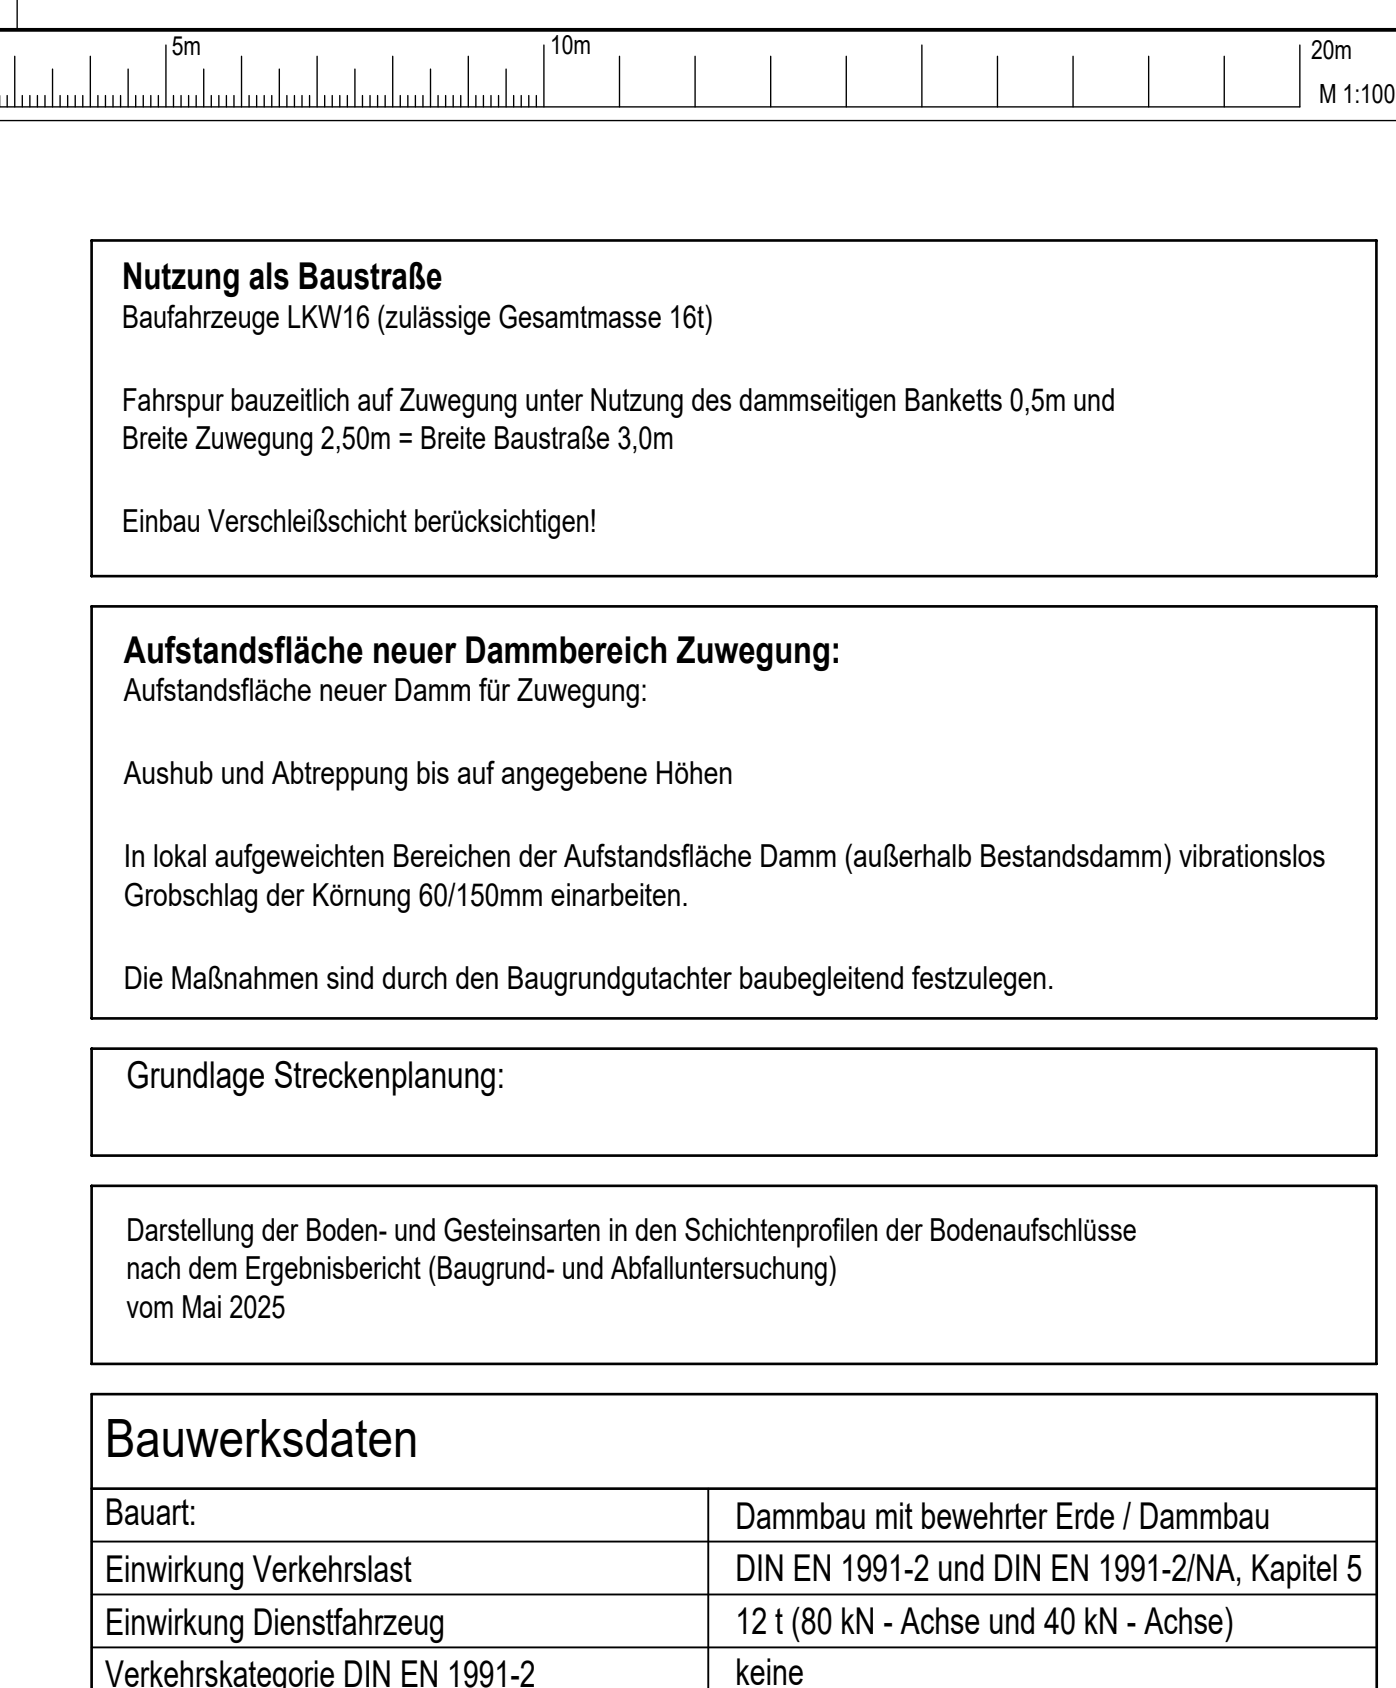 5m
10m
20m
M 1:100
Nutzung als Baustraße
Baufahrzeuge LKW16 (zulässige Gesamtmasse 16t)
Fahrspur bauzeitlich auf Zuwegung unter Nutzung des dammseitigen Banketts 0,5m und
Breite Zuwegung 2,50m = Breite Baustraße 3,0m
Einbau Verschleißschicht berücksichtigen!
Aufstandsfläche neuer Dammbereich Zuwegung:
Aufstandsfläche neuer Damm für Zuwegung:
Aushub und Abtreppung bis auf angegebene Höhen
In lokal aufgeweichten Bereichen der Aufstandsfläche Damm (außerhalb Bestandsdamm) vibrationslos
Grobschlag der Körnung 60/150mm einarbeiten.
Die Maßnahmen sind durch den Baugrundgutachter baubegleitend festzulegen.
Grundlage Streckenplanung:
Darstellung der Boden- und Gesteinsarten in den Schichtenprofilen der Bodenaufschlüsse
nach dem Ergebnisbericht (Baugrund- und Abfalluntersuchung)
vom Mai 2025
Bauwerksdaten
Bauart: Dammbau mit bewehrter Erde / Dammbau
Einwirkung Verkehrslast DIN EN 1991-2 und DIN EN 1991-2/NA, Kapitel 5
Einwirkung Dienstfahrzeug 12 t (80 kN - Achse und 40 kN - Achse)
Verkehrskategorie DIN EN 1991-2 keine